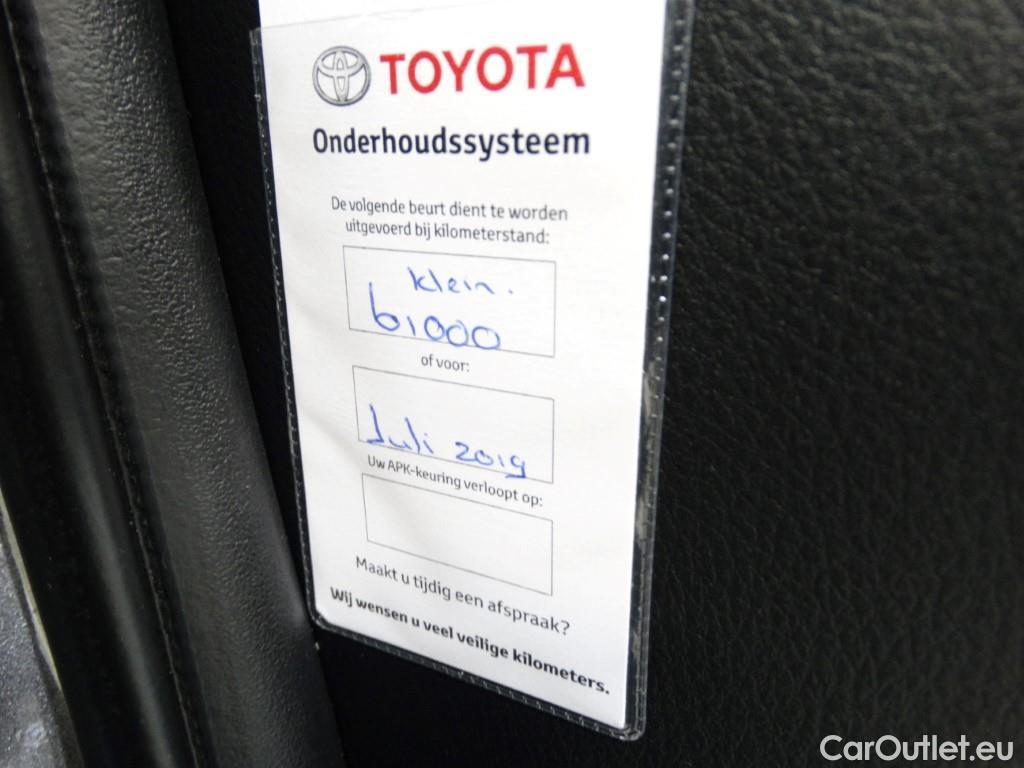 TOYOTA
Onderhoudssysteem
De volgende beurt dient te worden
uitgevoerd bij kilometerstand:
klein.
61000
of voor:
Juli 2019
Uw APK-keuring verloopt op:
Maakt u tijdig een afspraak?
Wij wensen u veel veilige kilometers.
CarOutlet.eu